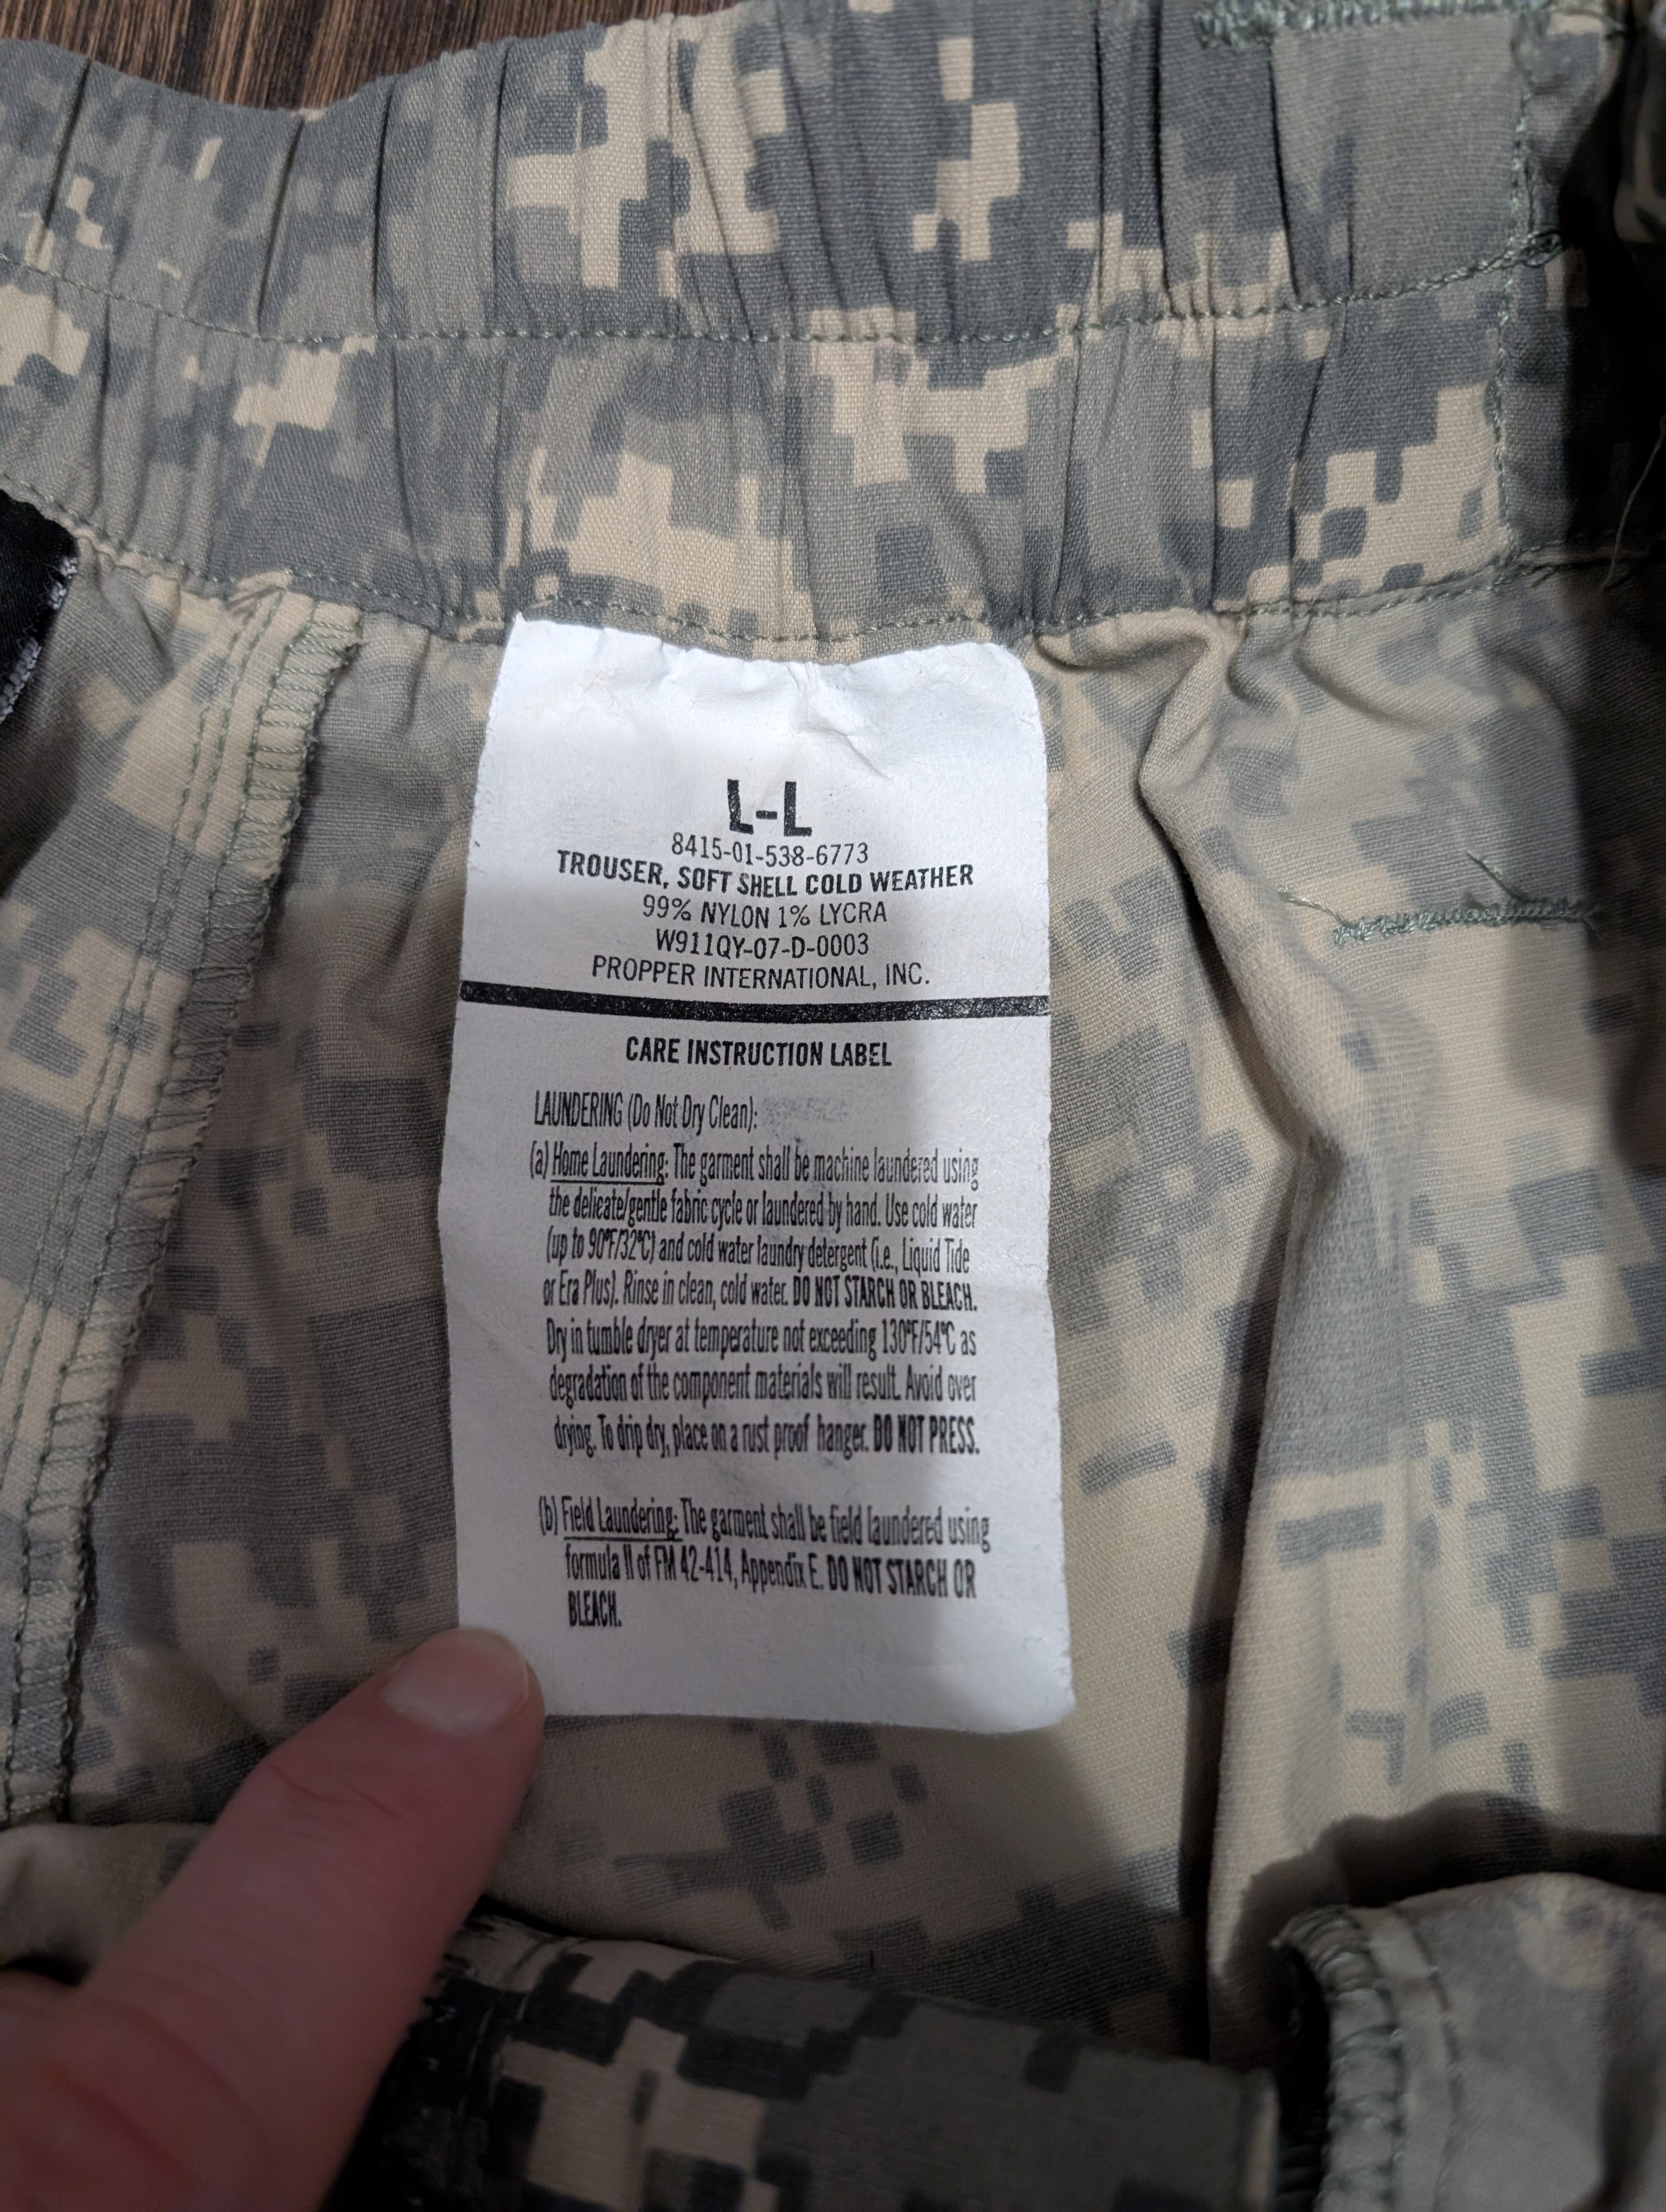 L-L
8415-01-538-6773
TROUSER, SOFT SHELL COLD WEATHER
99% NYLON 1% LYCRA
W911QY-07-D-0003
PROPPER INTERNATIONAL, INC.
CARE INSTRUCTION LABEL
LAUNDERING (Do Not Dry Clean):
(a) Home Laundering: The garment shall be machine laundered using
the delicate/gentle fabric cycle or laundered by hand. Use cold water
(up to 90°F/32°C) and cold water laundry detergent (i.e., Liquid Tide
or Era Plus). Rinse in clean, cold water. DO NOT STARCH OR BLEACH.
Dry in tumble dryer at temperature not exceeding 130°F/54°C as
degradation of the component materials will result. Avoid over
drying. To drip dry, place on a rust proof hanger. DO NOT PRESS.
(b) Field Laundering: The garment shall be field laundered using
formula II of FM 42-414, Appendix E. DO NOT STARCH OR
BLEACH.